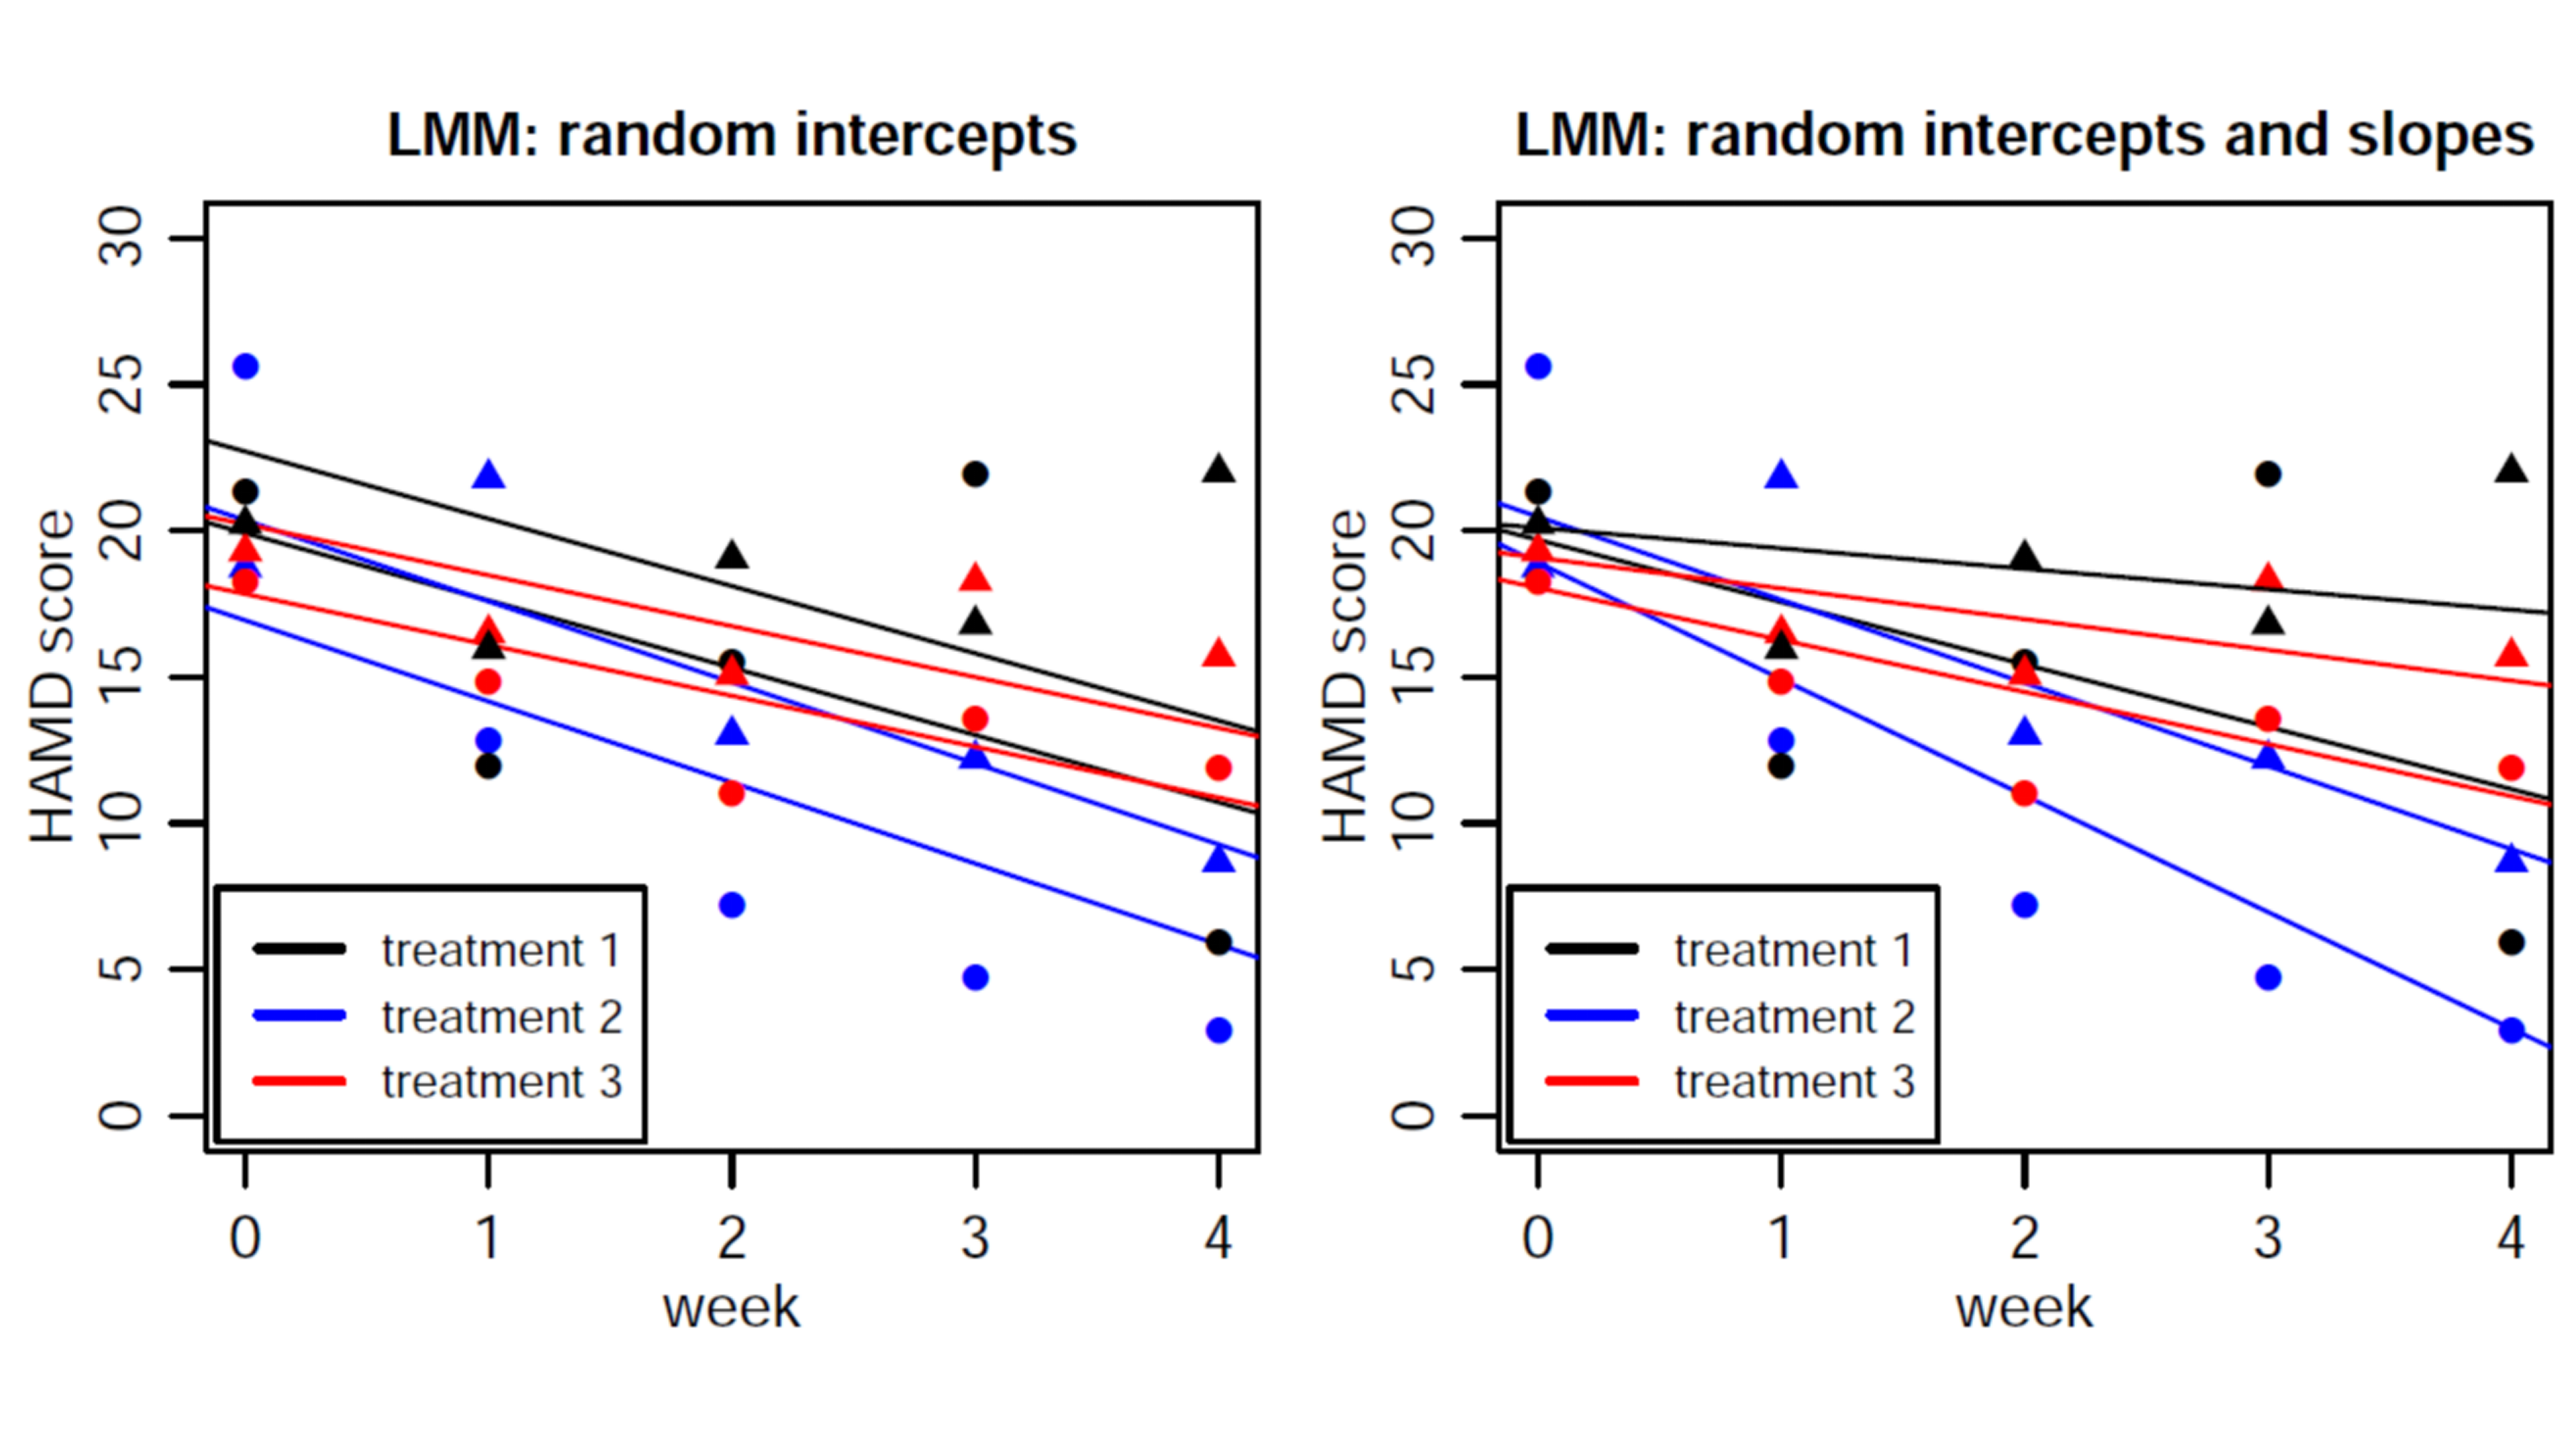 LMM: random intercepts
HAMD score
30
25
20
15
10
5
0
treatment 1
treatment 2
treatment 3
0 1 2 3 4
week
LMM: random intercepts and slopes
HAMD score
30
25
20
15
10
5
0
treatment 1
treatment 2
treatment 3
0 1 2 3 4
week